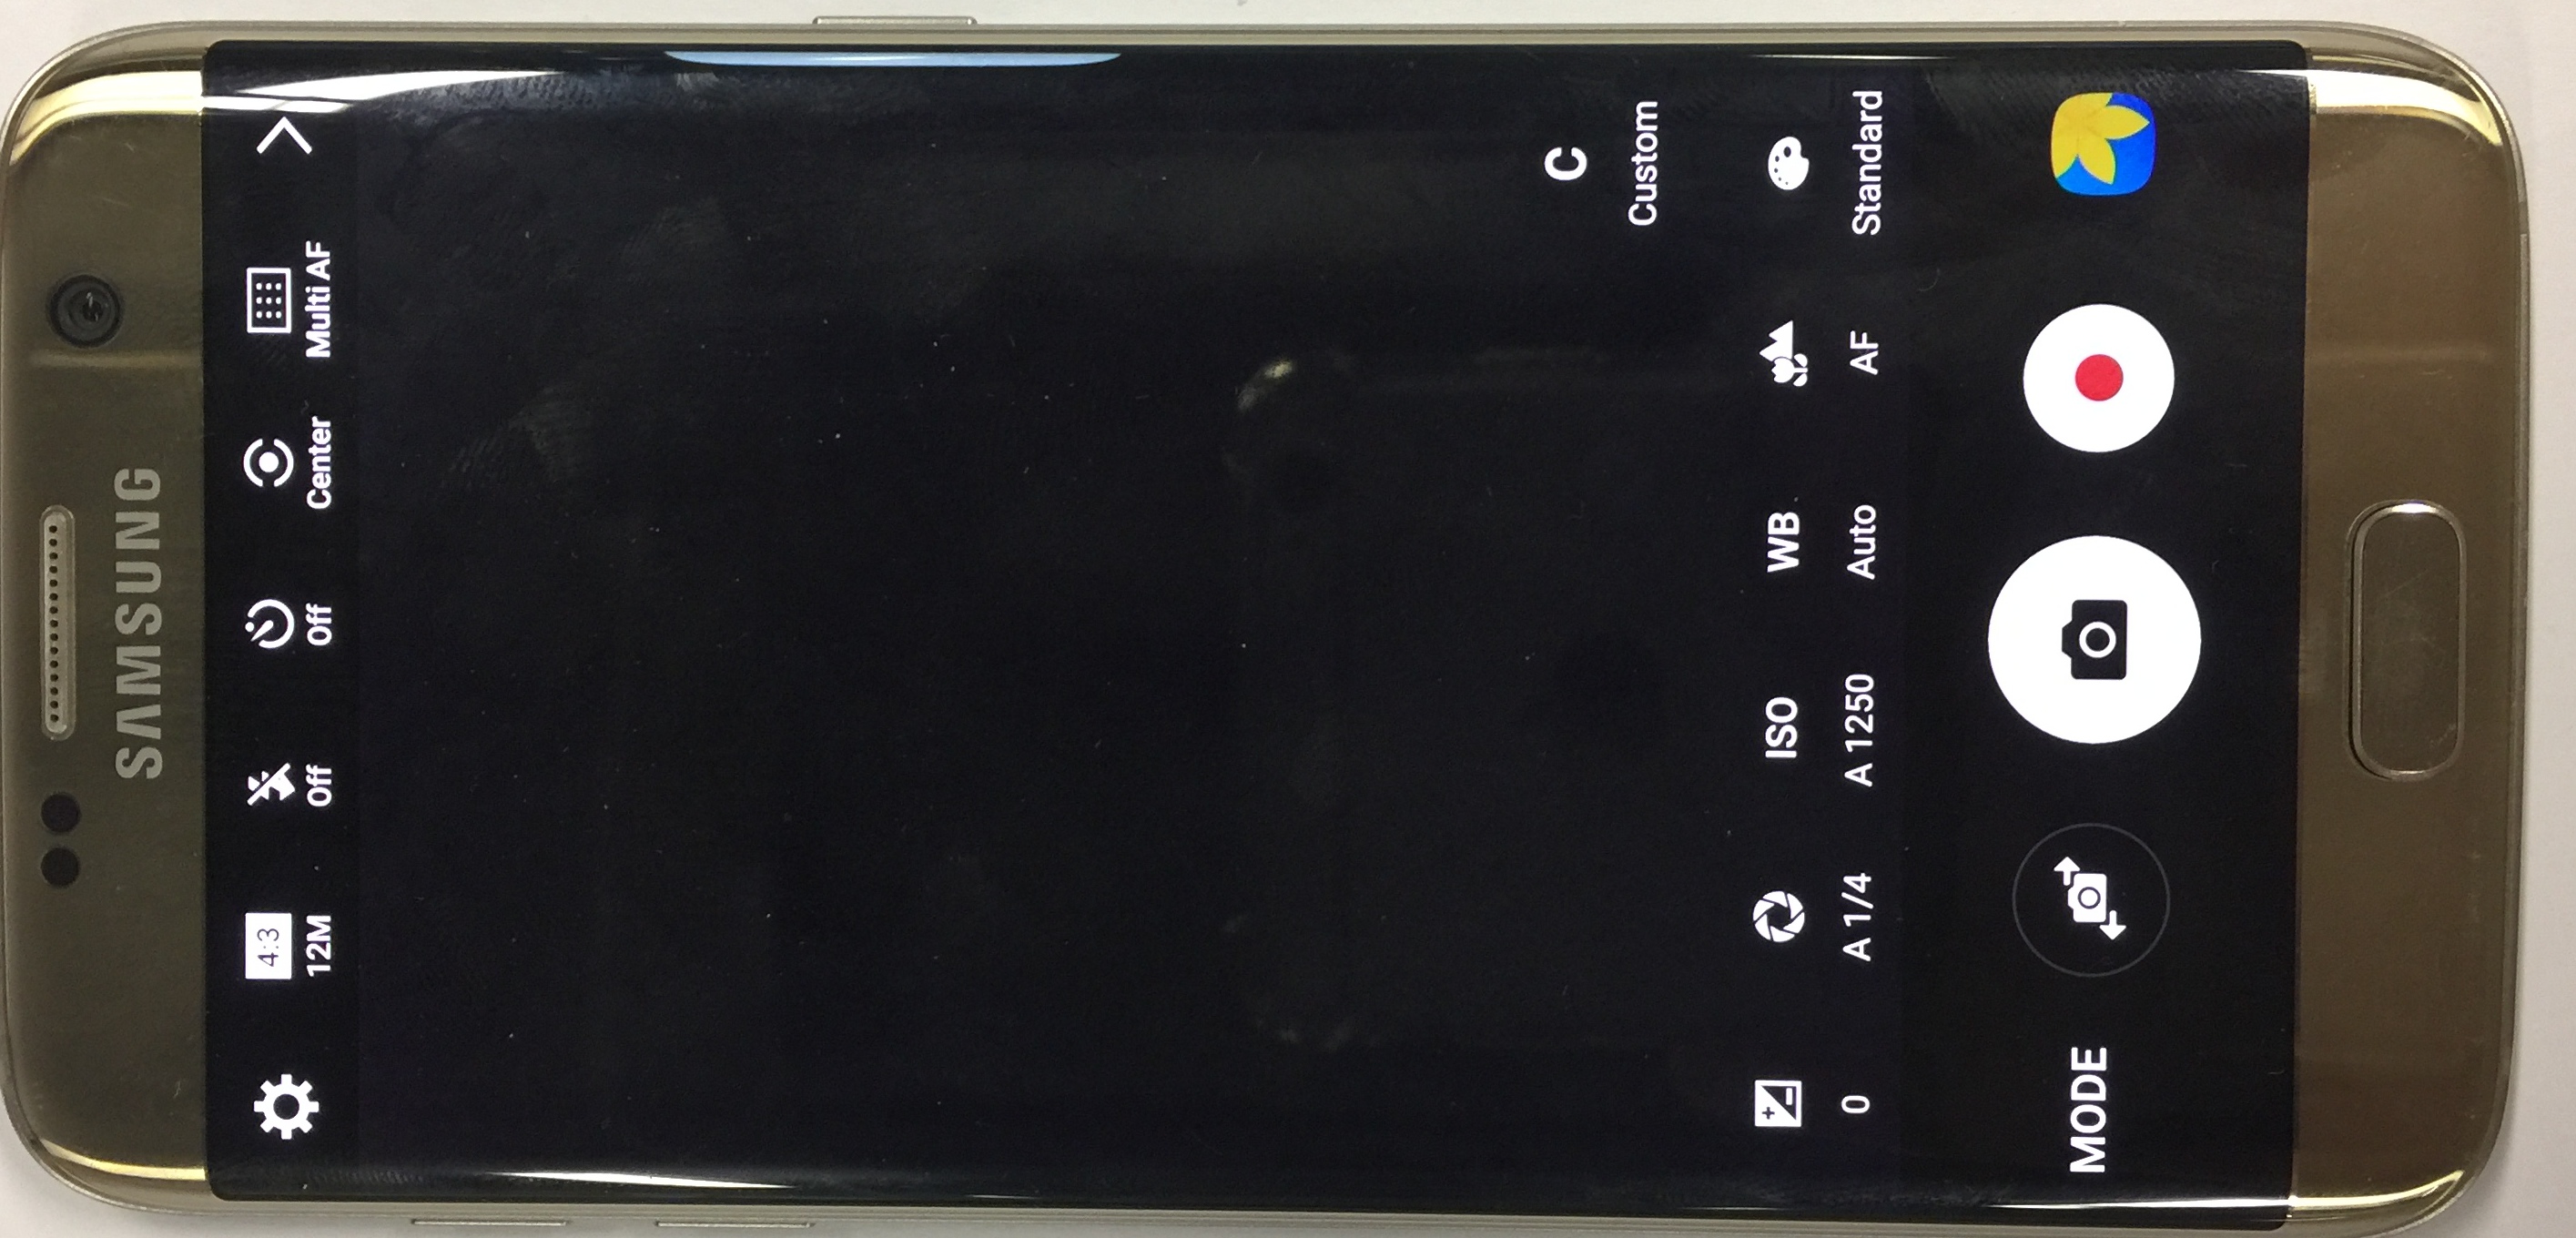 SAMSUNG
4:3
12M Off Off Center Multi AF
C
Custom
ISO WB
0 A 1/4 A 1250 Auto AF Standard
MODE